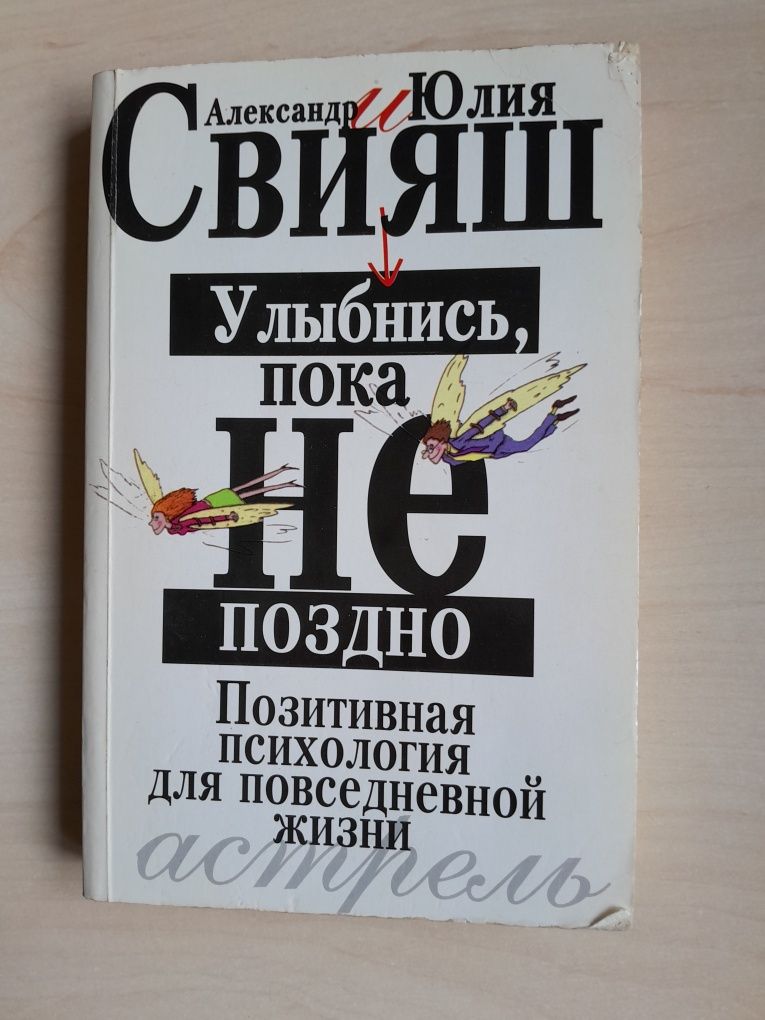 Александр и Юлия
Свияш
Улыбнись,
пока
не
поздно
Позитивная
психология
для повседневной
жизни
астрель